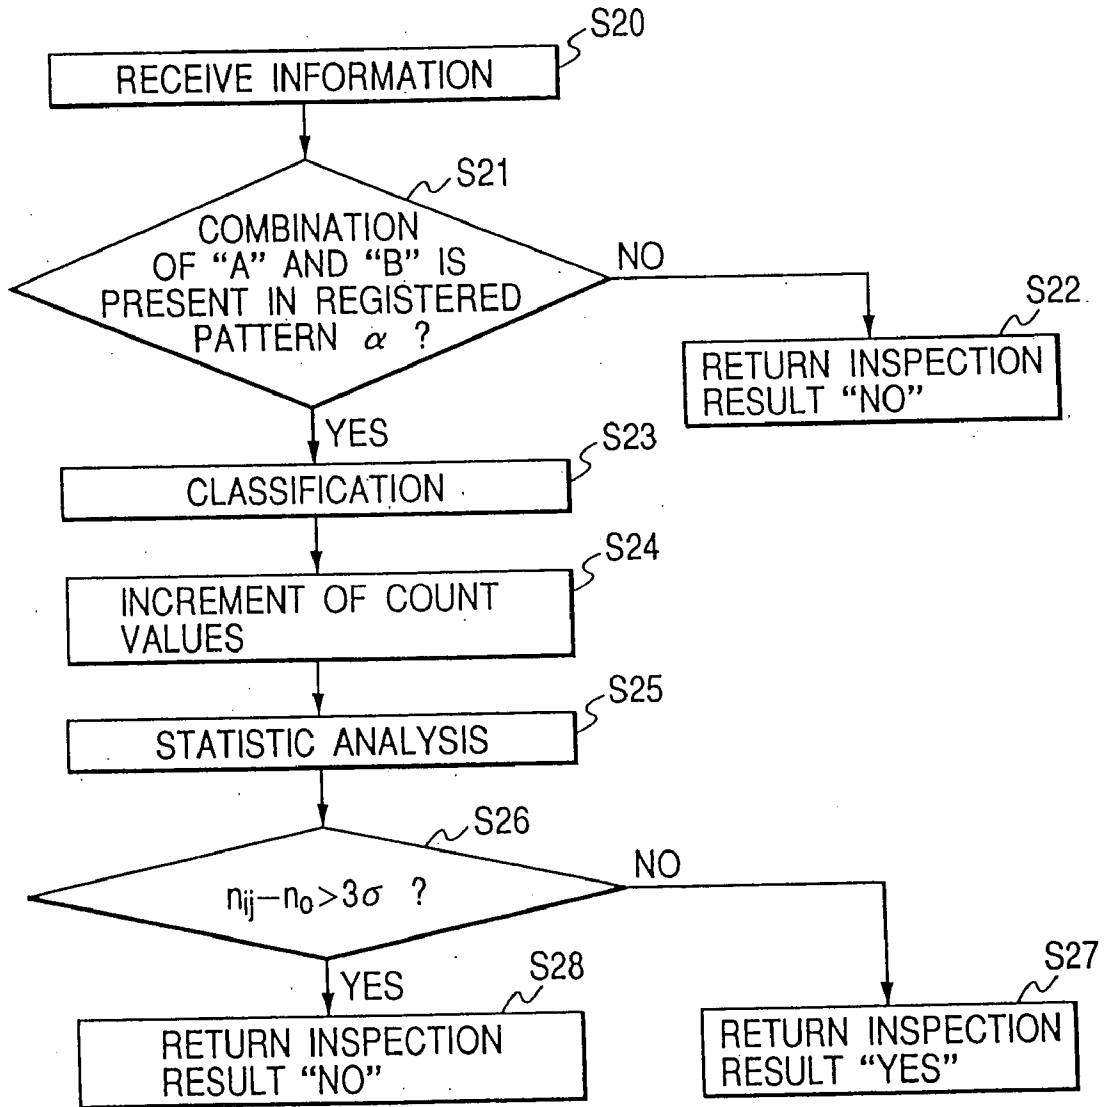 S20
RECEIVE INFORMATION
S21
COMBINATION
OF “A” AND “B” IS
PRESENT IN REGISTERED
PATTERN α ?
NO
S22
RETURN INSPECTION
RESULT “NO”
YES
S23
CLASSIFICATION
S24
INCREMENT OF COUNT
VALUES
S25
STATISTIC ANALYSIS
S26
nij−no>3σ ?
NO
S27
RETURN INSPECTION
RESULT “YES”
YES
S28
RETURN INSPECTION
RESULT “NO”